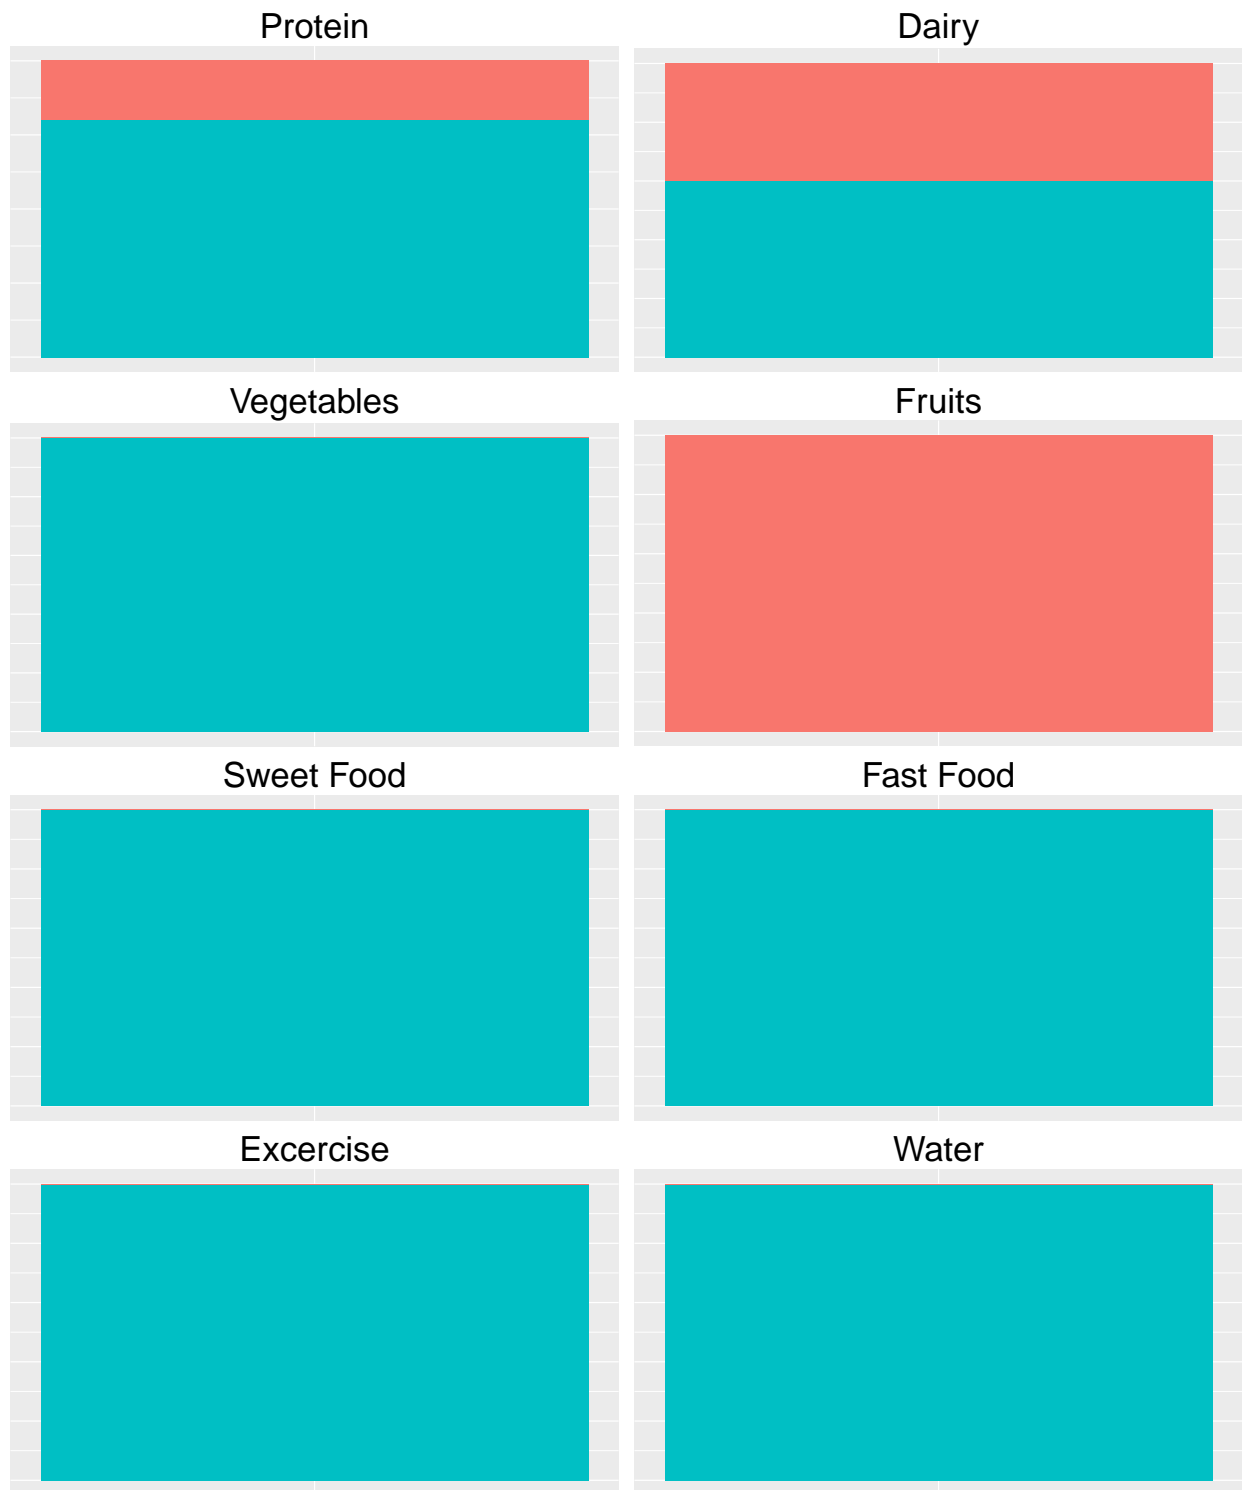 Protein
Dairy
Vegetables
Fruits
Sweet Food
Fast Food
Excercise
Water